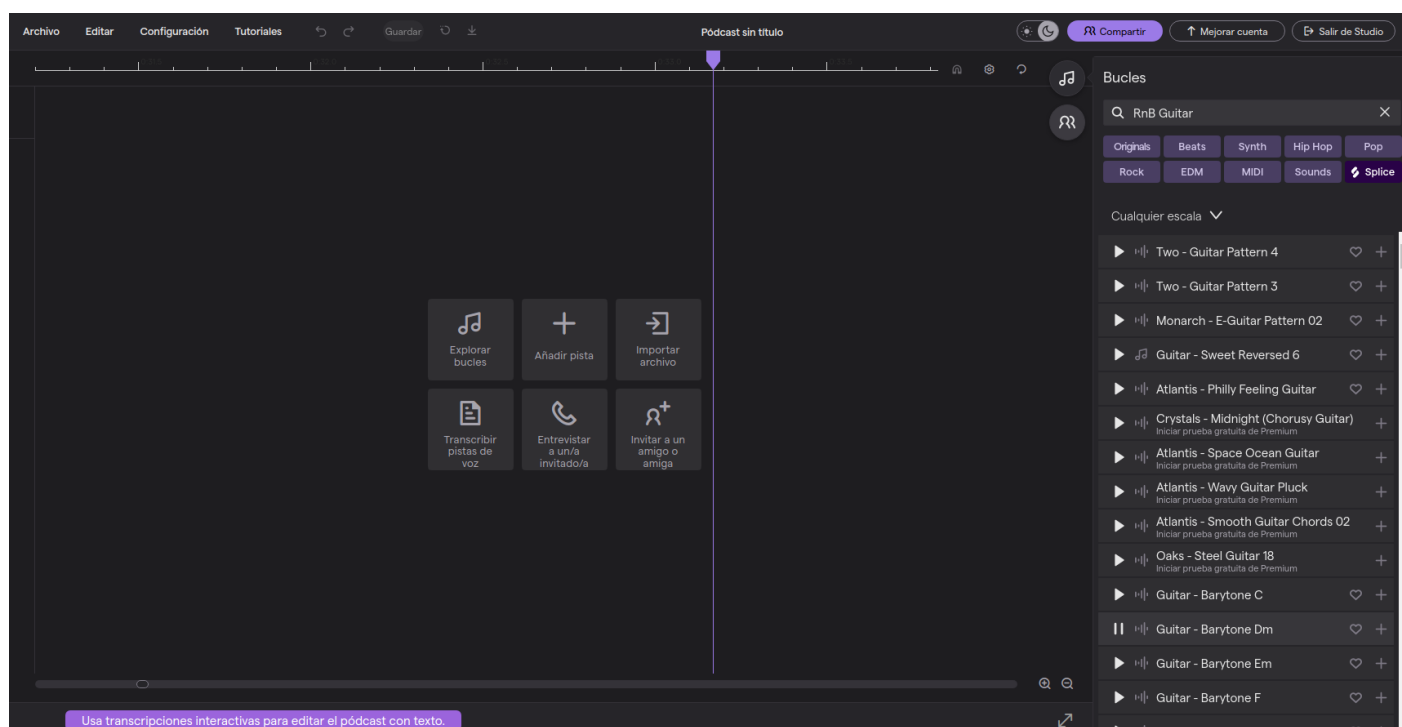 Archivo Editar Configuración Tutoriales Guardar Pódcast sin título Compartir Mejorar cuenta Salir de Studio
Bucles
RnB Guitar
Originals Beats Synth Hip Hop Pop
Rock EDM MIDI Sounds Splice
Cualquier escala
Two - Guitar Pattern 4
Two - Guitar Pattern 3
Monarch - E-Guitar Pattern 02
Guitar - Sweet Reversed 6
Atlantis - Philly Feeling Guitar
Crystals - Midnight (Chorusy Guitar)
Iniciar prueba gratuita de Premium
Atlantis - Space Ocean Guitar
Iniciar prueba gratuita de Premium
Atlantis - Wavy Guitar Pluck
Iniciar prueba gratuita de Premium
Atlantis - Smooth Guitar Chords 02
Iniciar prueba gratuita de Premium
Oaks - Steel Guitar 18
Iniciar prueba gratuita de Premium
Guitar - Barytone C
Guitar - Barytone Dm
Guitar - Barytone Em
Guitar - Barytone F
Explorar
bucles
Añadir pista
Importar
archivo
Transcribir
pistas de
voz
Entrevistar
a un/a
invitado/a
Invitar a un
amigo o
amiga
Usa transcripciones interactivas para editar el pódcast con texto.